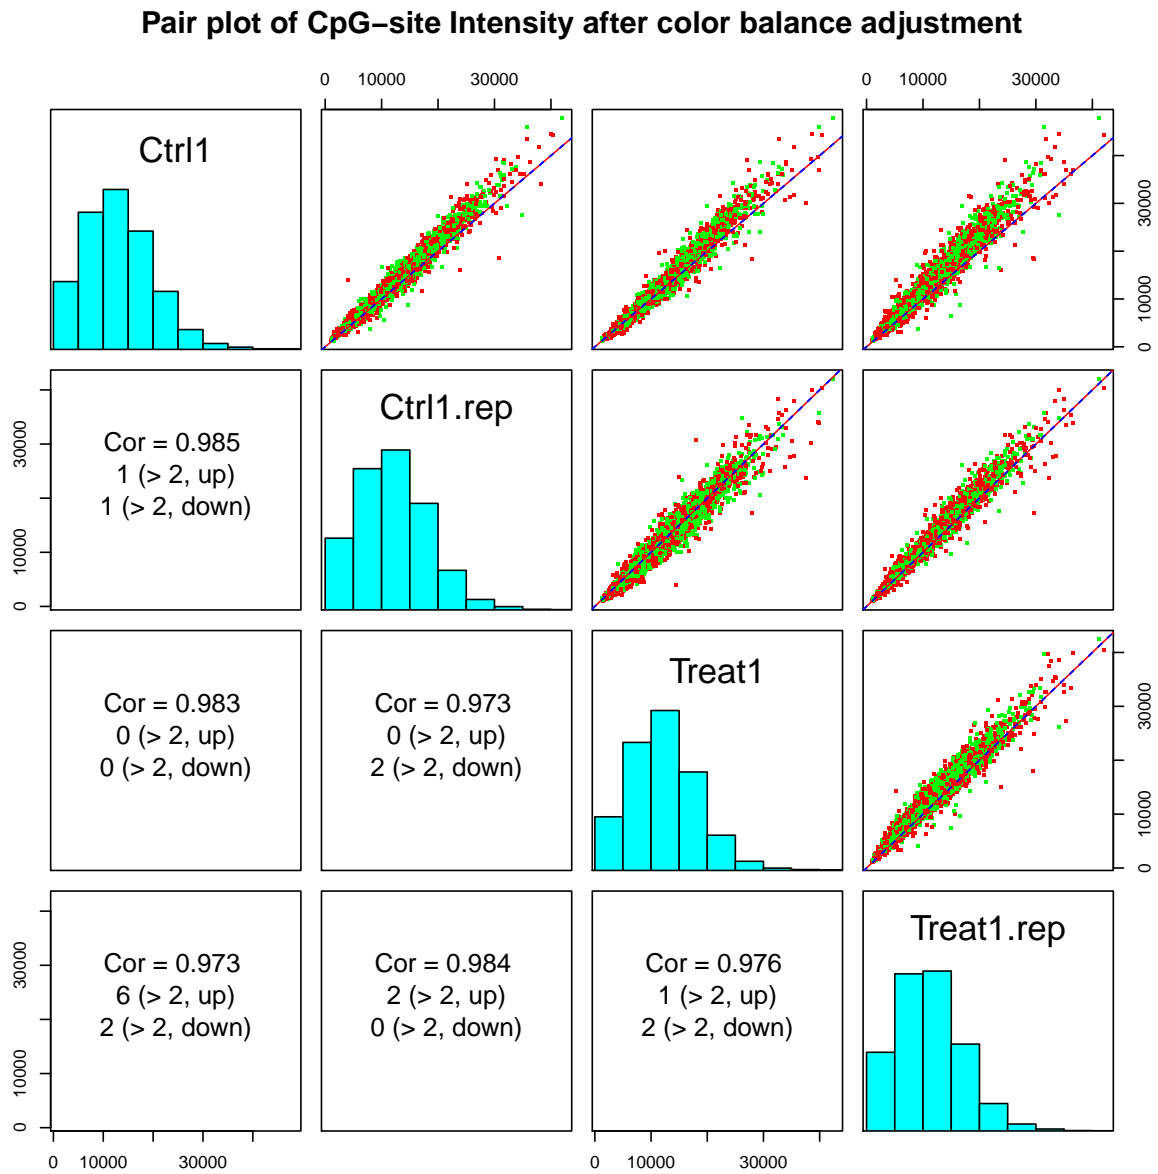 Pair plot of CpG−site Intensity after color balance adjustment
0 10000 30000
0 10000 30000
Ctrl1
30000
10000
0
Ctrl1.rep
30000
10000
0
Cor = 0.985
1 (> 2, up)
1 (> 2, down)
Treat1
Cor = 0.983
0 (> 2, up)
0 (> 2, down)
Cor = 0.973
0 (> 2, up)
2 (> 2, down)
30000
10000
0
Treat1.rep
30000
10000
0
Cor = 0.973
6 (> 2, up)
2 (> 2, down)
Cor = 0.984
2 (> 2, up)
0 (> 2, down)
Cor = 0.976
1 (> 2, up)
2 (> 2, down)
0 10000 30000
0 10000 30000